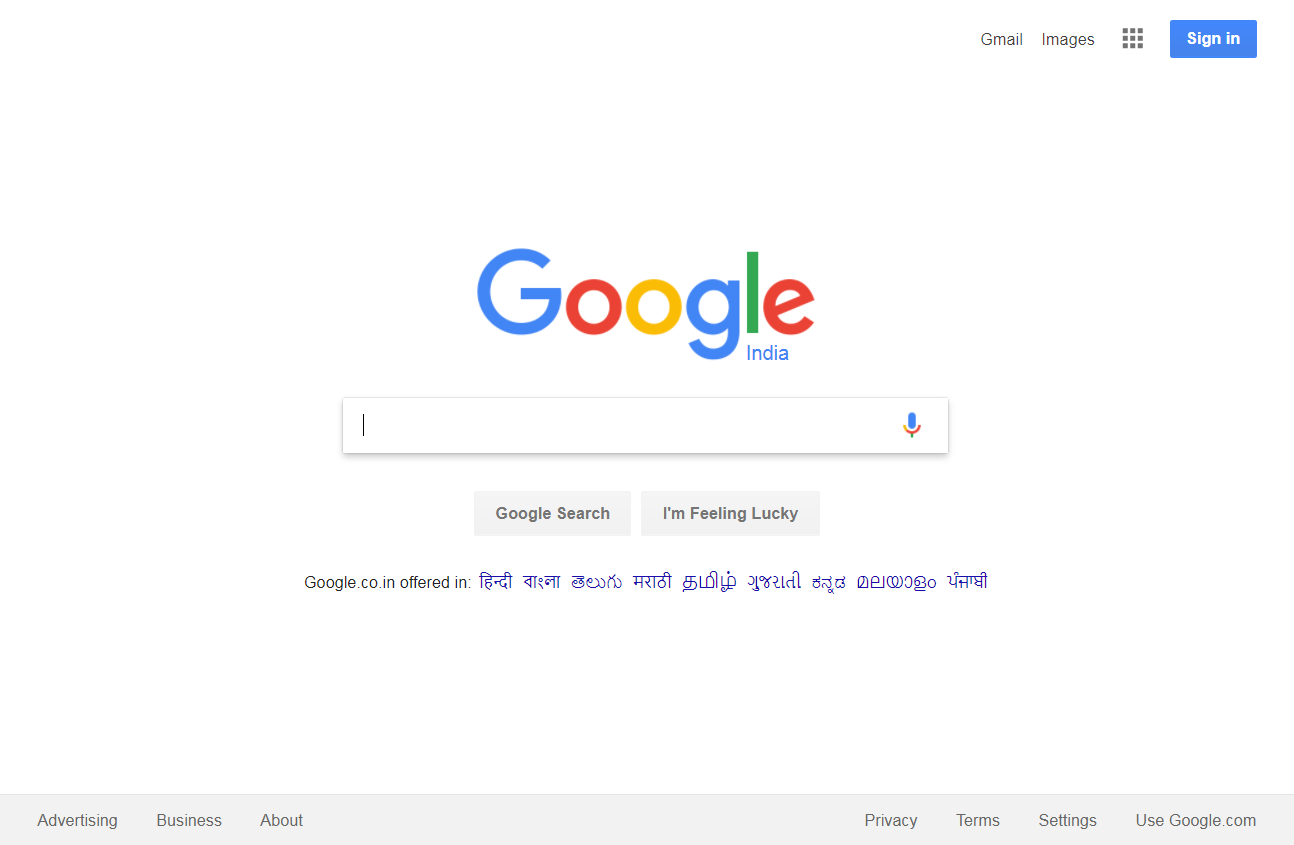 Gmail Images Sign in
Google
India
Google Search I'm Feeling Lucky
Google.co.in offered in: हिन्दी বাংলা తెలుగు मराठी தமிழ் ગુજરાતી ಕನ್ನಡ മലയാളം ਪੰਜਾਬੀ
Advertising Business About Privacy Terms Settings Use Google.com